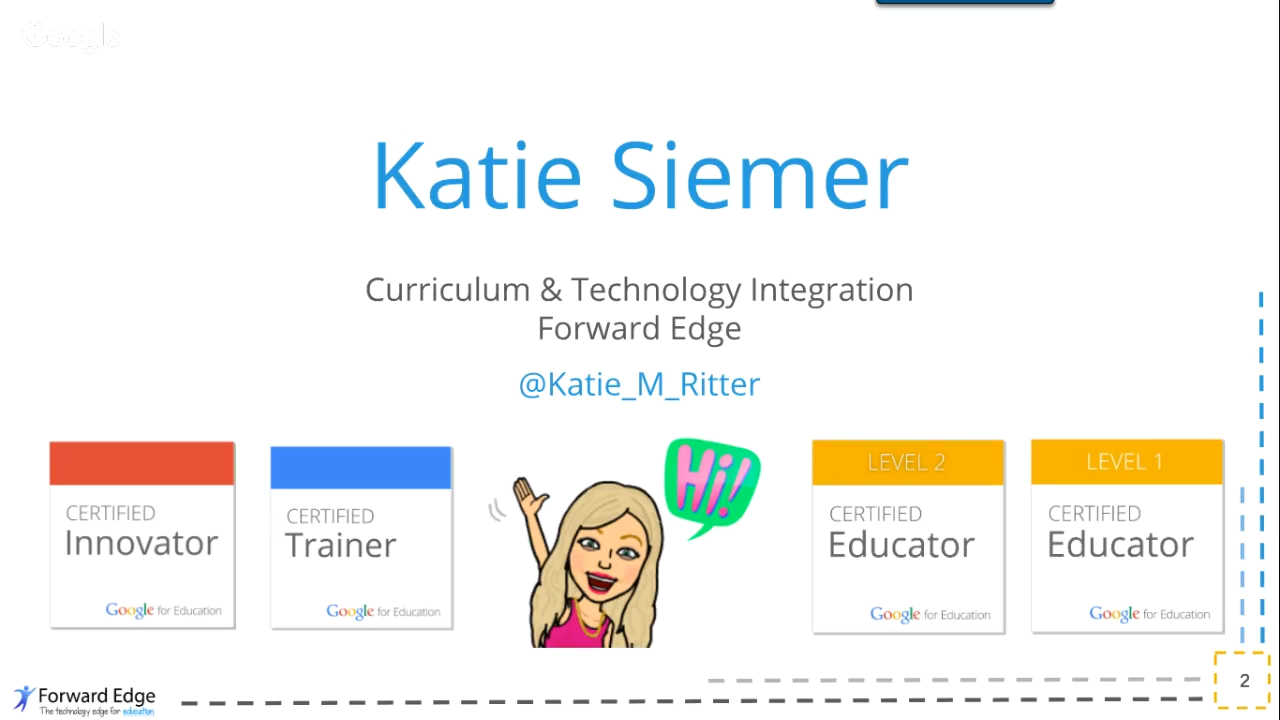 Google
Katie Siemer
Curriculum & Technology Integration
Forward Edge
@Katie_M_Ritter
Hi!
CERTIFIED
Innovator
Google for Education
CERTIFIED
Trainer
Google for Education
LEVEL 2
CERTIFIED
Educator
Google for Education
LEVEL 1
CERTIFIED
Educator
Google for Education
Forward Edge
The technology edge for education
2